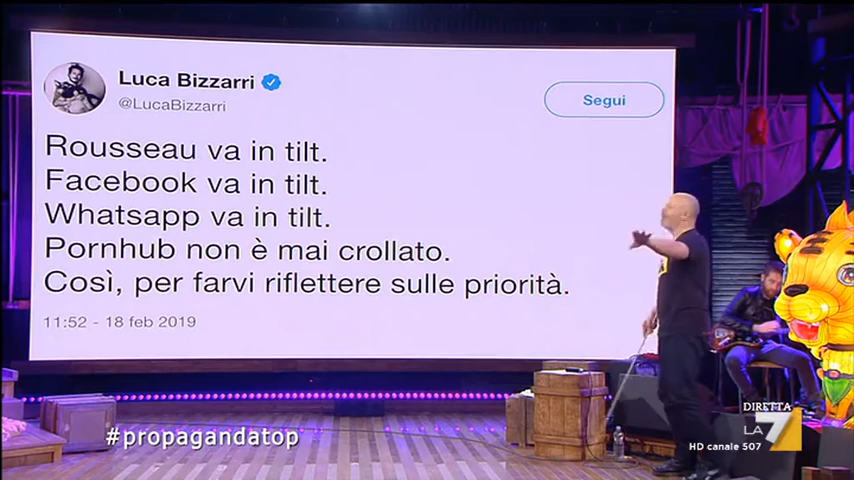 Luca Bizzarri
@LucaBizzarri
Segui
Rousseau va in tilt.
Facebook va in tilt.
Whatsapp va in tilt.
Pornhub non è mai crollato.
Così, per farvi riflettere sulle priorità.
11:52 - 18 feb 2019
#propagandatop
DIRETTA
LA 7
HD canale 507